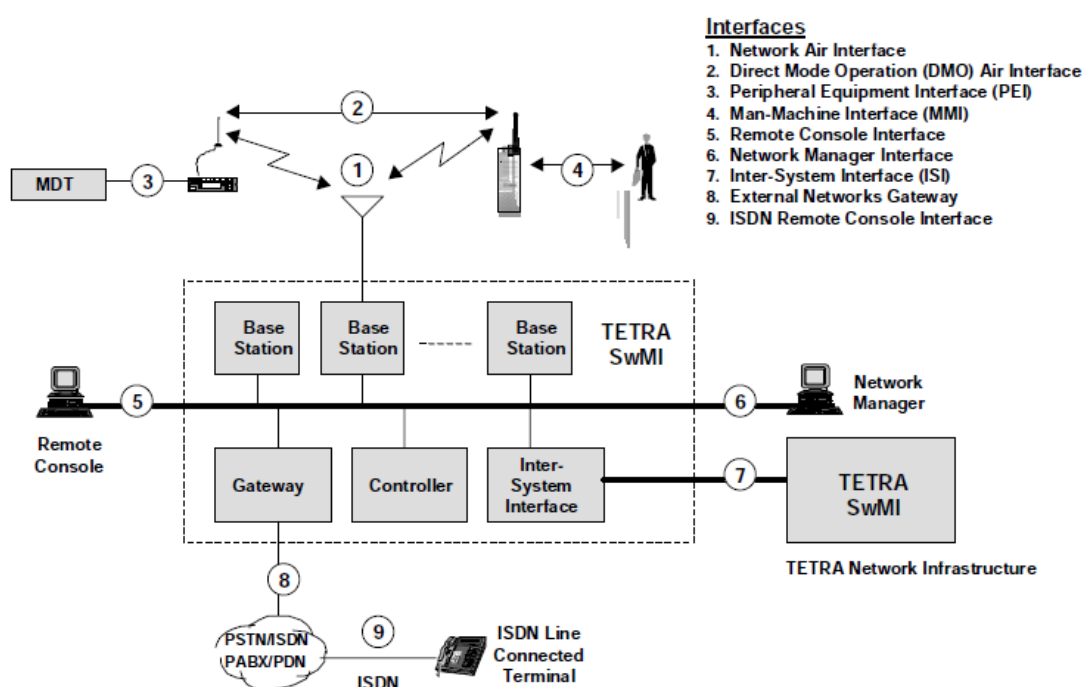 Interfaces
1. Network Air Interface
2. Direct Mode Operation (DMO) Air Interface
3. Peripheral Equipment Interface (PEI)
4. Man-Machine Interface (MMI)
5. Remote Console Interface
6. Network Manager Interface
7. Inter-System Interface (ISI)
8. External Networks Gateway
9. ISDN Remote Console Interface
2
1
MDT
3
4
Base
Station
Base
Station
Base
Station
TETRA
SwMI
5
6
Network
Manager
Remote
Console
Gateway
Controller
Inter-
System
Interface
7
TETRA
SwMI
TETRA Network Infrastructure
8
PSTN/ISDN
PABX/PDN
9
ISDN
ISDN Line
Connected
Terminal